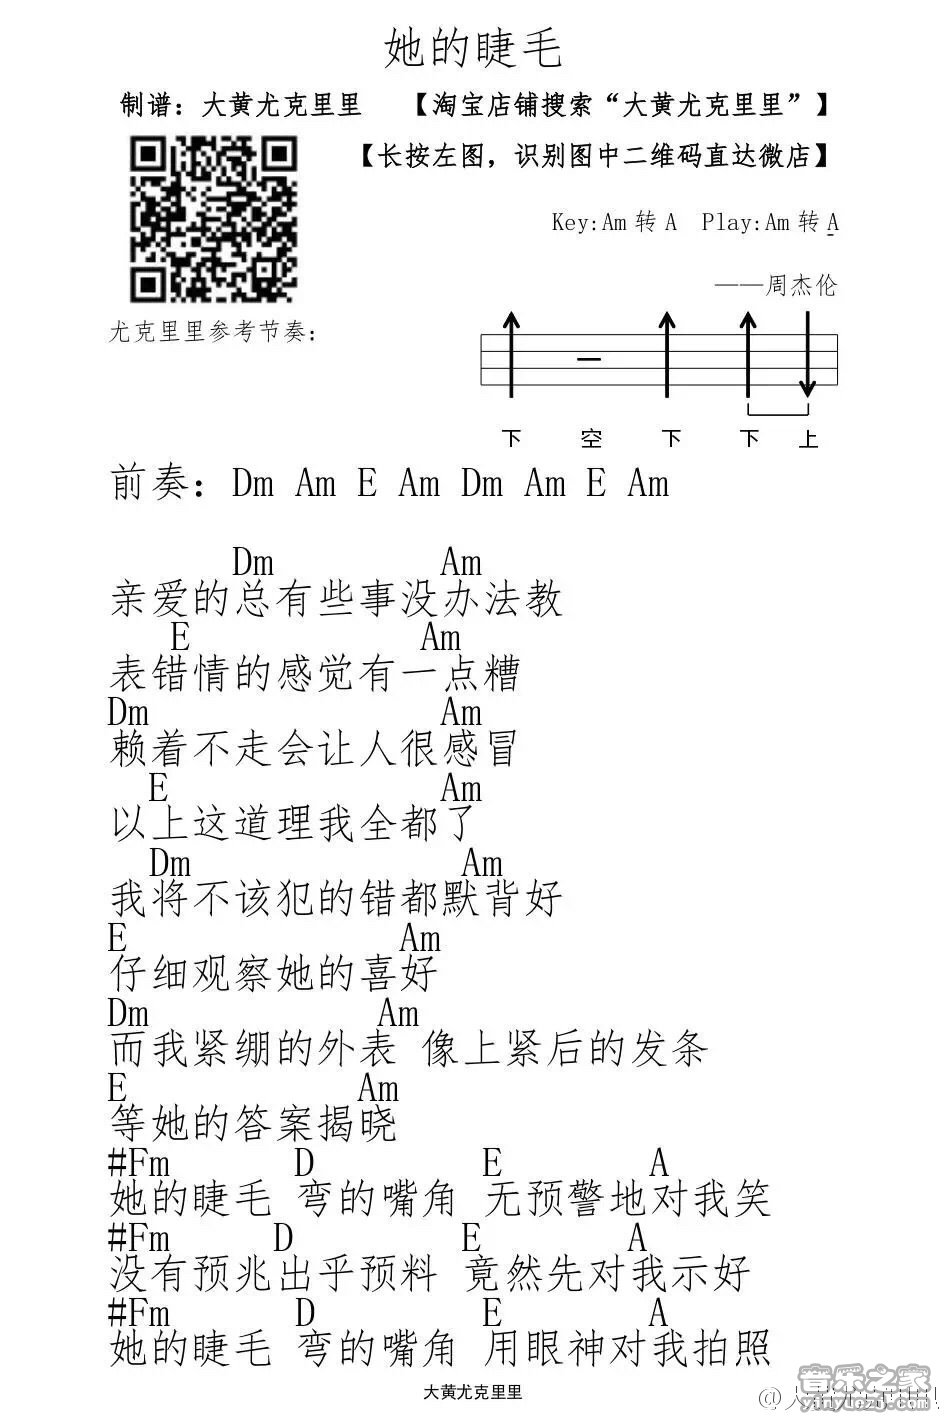 她的睫毛
制谱：大黄尤克里里 【淘宝店铺搜索“大黄尤克里里”】
【长按左图，识别图中二维码直达微店】
Key:Am 转 A Play:Am 转 A
——周杰伦
尤克里里参考节奏：
下 空 下 下 上
前奏：Dm Am E Am Dm Am E Am
Dm Am
亲爱的总有些事没办法教
E Am
表错情的感觉有一点糟
Dm Am
赖着不走会让人很感冒
E Am
以上这道理我全都了
Dm Am
我将不该犯的错都默背好
E Am
仔细观察她的喜好
Dm Am
而我紧绷的外表 像上紧后的发条
E Am
等她的答案揭晓
#Fm D E A
她的睫毛 弯的嘴角 无预警地对我笑
#Fm D E A
没有预兆出乎预料 竟然先对我示好
#Fm D E A
她的睫毛 弯的嘴角 用眼神对我拍照
大黄尤克里里
音乐之家
yinyuezj.com